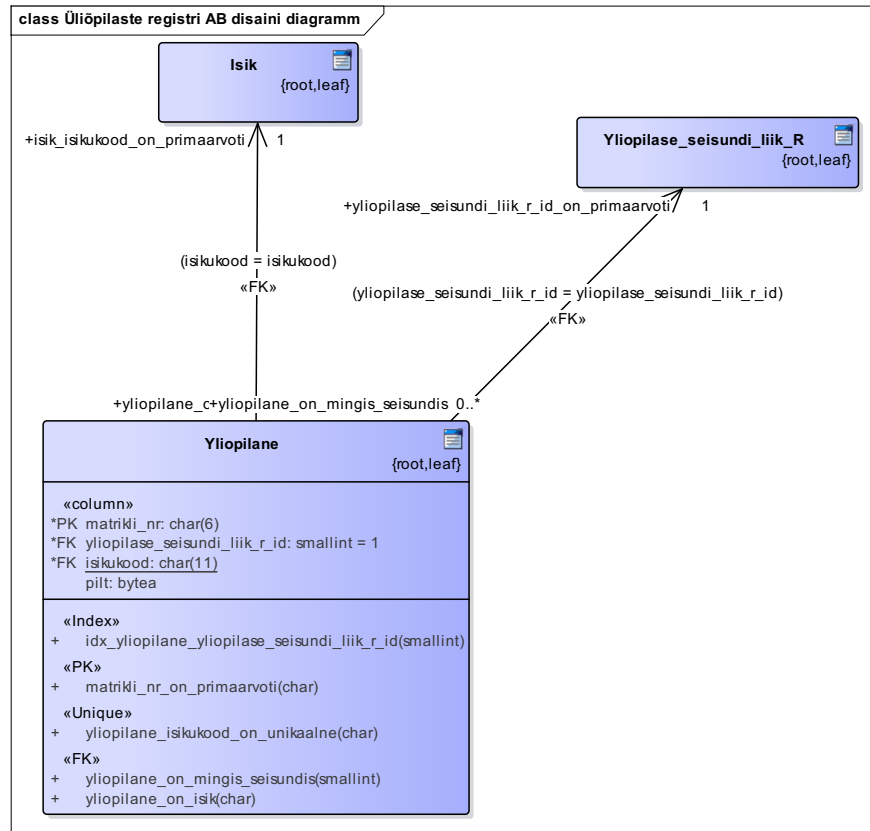 class Üliõpilaste registri AB disaini diagramm
Isik
{root,leaf}
+isik_isikukood_on_primaarvoti 1
Yliopilase_seisundi_liik_R
{root,leaf}
+yliopilase_seisundi_liik_r_id_on_primaarvoti 1
(isikukood = isikukood)
«FK»
(yliopilase_seisundi_liik_r_id = yliopilase_seisundi_liik_r_id)
«FK»
+yliopilane_o+yliopilane_on_mingis_seisundis 0..*
Yliopilane
{root,leaf}
«column»
*PK matrikli_nr: char(6)
*FK yliopilase_seisundi_liik_r_id: smallint = 1
*FK isikukood: char(11)
pilt: bytea
«Index»
+ idx_yliopilane_yliopilase_seisundi_liik_r_id(smallint)
«PK»
+ matrikli_nr_on_primaarvoti(char)
«Unique»
+ yliopilane_isikukood_on_unikaalne(char)
«FK»
+ yliopilane_on_mingis_seisundis(smallint)
+ yliopilane_on_isik(char)